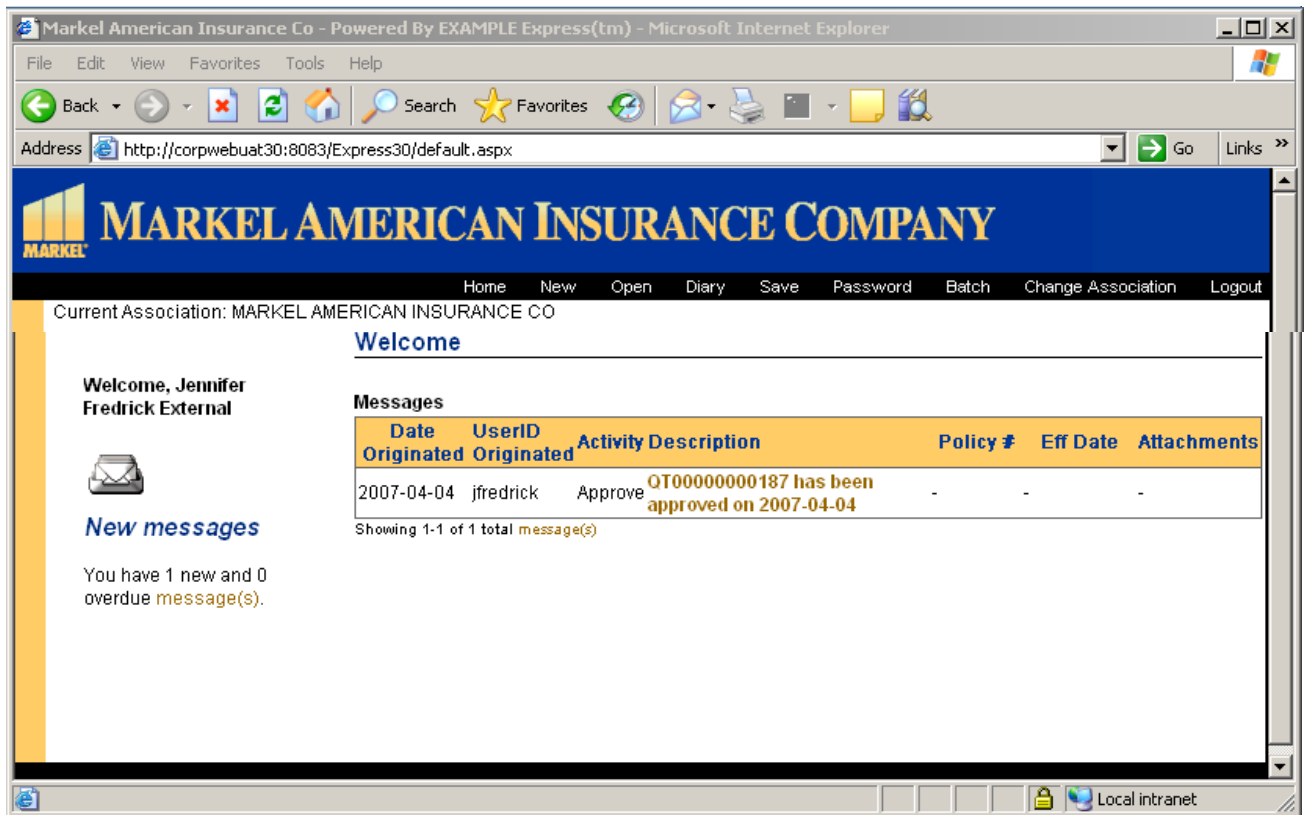 Markel American Insurance Co - Powered By EXAMPLE Express(tm) - Microsoft Internet Explorer
File Edit View Favorites Tools Help
Back Search Favorites
Address http://corpwebuat30:8083/Express30/default.aspx Go Links »
MARKEL® MARKEL AMERICAN INSURANCE COMPANY
Home New Open Diary Save Password Batch Change Association Logout
Current Association: MARKEL AMERICAN INSURANCE CO
Welcome
Welcome, Jennifer
Fredrick External
New messages
You have 1 new and 0
overdue message(s).
Messages
Date Originated UserID Originated Activity Description Policy # Eff Date Attachments
2007-04-04 jfredrick Approve QT00000000187 has been
approved on 2007-04-04 - - -
Showing 1-1 of 1 total message(s)
Local intranet